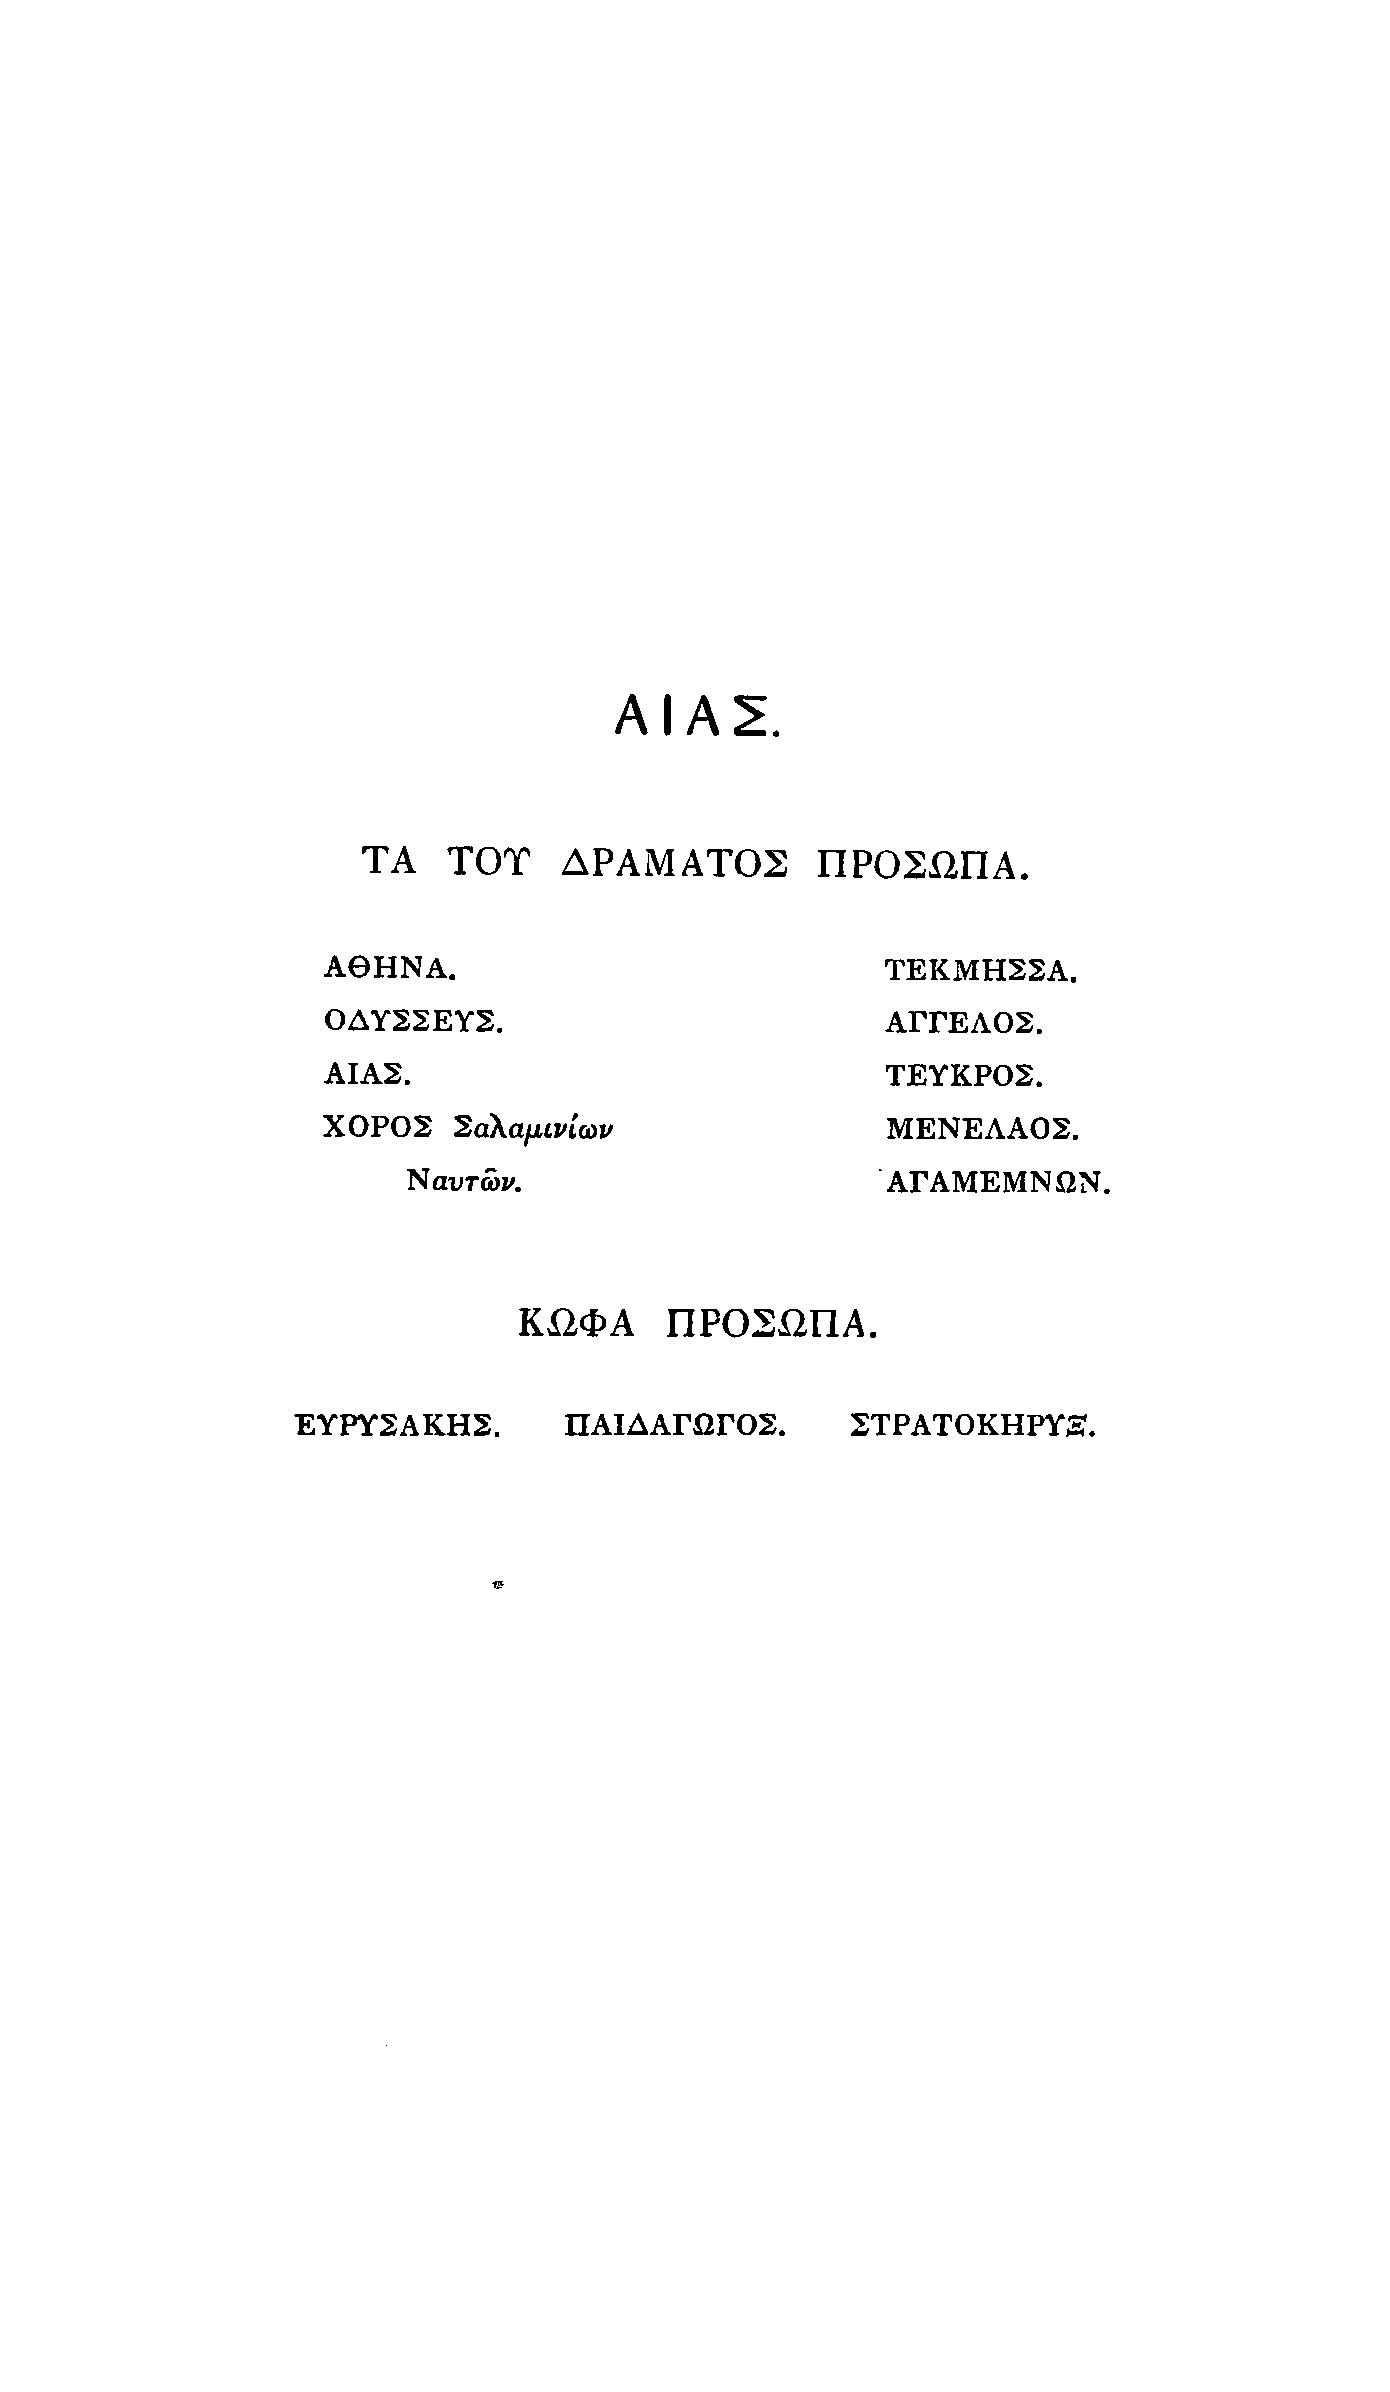 ΑΙΑΣ.
ΤΑ ΤΟΥ ΔΡΑΜΑΤΟΣ ΠΡΟΣΩΠΑ.
ΑΘΗΝΑ.
ΟΔΥΣΣΕΥΣ.
ΑΙΑΣ.
ΧΟΡΟΣ Σαλαμινίων
Ναυτῶν.
ΤΕΚΜΗΣΣΑ.
ΑΓΓΕΛΟΣ.
ΤΕΥΚΡΟΣ.
ΜΕΝΕΛΑΟΣ.
ΑΓΑΜΕΜΝΩΝ.
ΚΩΦΑ ΠΡΟΣΩΠΑ.
ΕΥΡΥΣΑΚΗΣ. ΠΑΙΔΑΓΩΓΟΣ. ΣΤΡΑΤΟΚΗΡΥΞ.